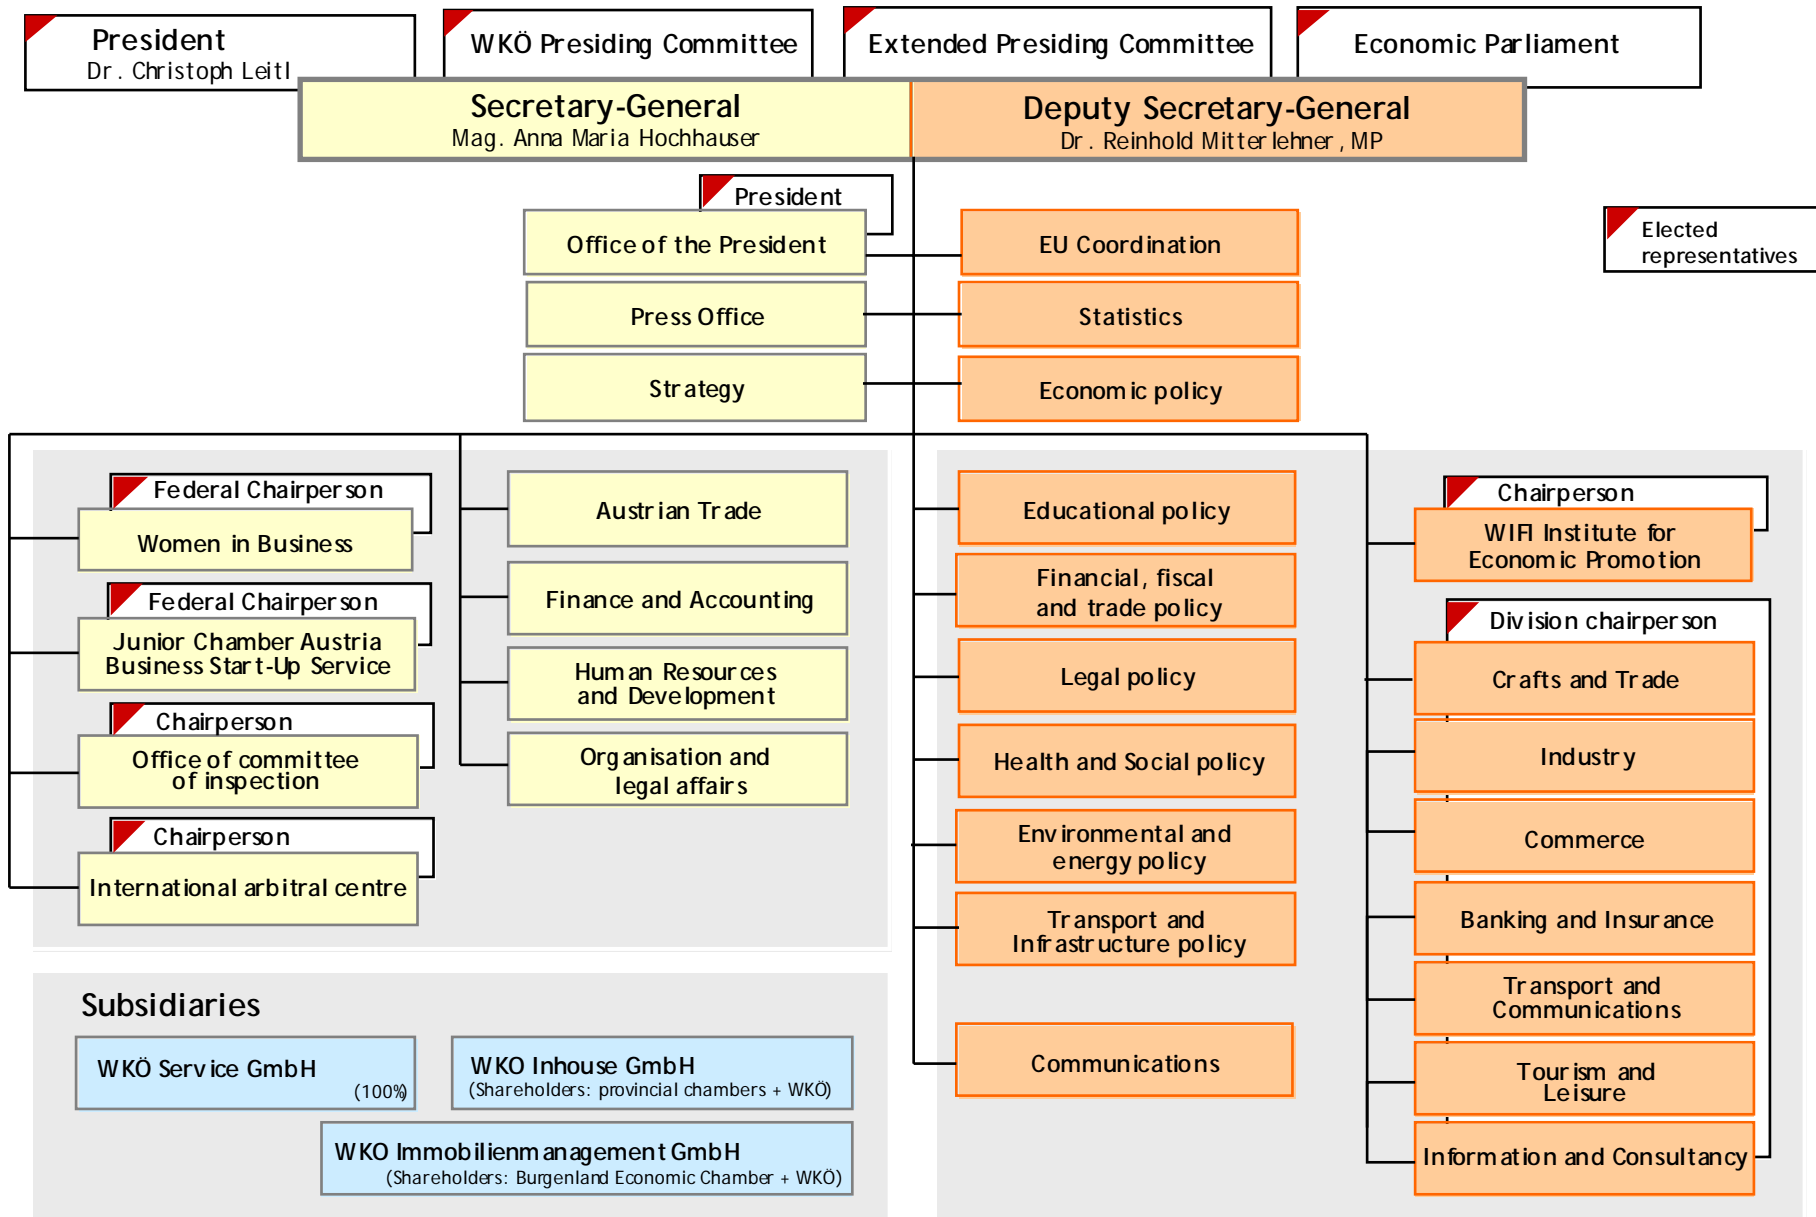 President
Dr. Christoph Leitl
WKÖ Presiding Committee
Extended Presiding Committee
Economic Parliament
Secretary-General
Mag. Anna Maria Hochhauser
Deputy Secretary-General
Dr. Reinhold Mitterlehner, MP
President
Office of the President
EU Coordination
Elected
representatives
Press Office
Statistics
Strategy
Economic policy
Federal Chairperson
Women in Business
Federal Chairperson
Junior Chamber Austria
Business Start-Up Service
Chairperson
Office of committee
of inspection
Chairperson
International arbitral centre
Austrian Trade
Finance and Accounting
Human Resources
and Development
Organisation and
legal affairs
Educational policy
Financial, fiscal
and trade policy
Legal policy
Health and Social policy
Environmental and
energy policy
Transport and
Infrastructure policy
Communications
Chairperson
WIFI Institute for
Economic Promotion
Division chairperson
Crafts and Trade
Industry
Commerce
Banking and Insurance
Transport and
Communications
Tourism and
Leisure
Information and Consultancy
Subsidiaries
WKÖ Service GmbH
(100%)
WKO Inhouse GmbH
(Shareholders: provincial chambers + WKÖ)
WKO Immobilienmanagement GmbH
(Shareholders: Burgenland Economic Chamber + WKÖ)